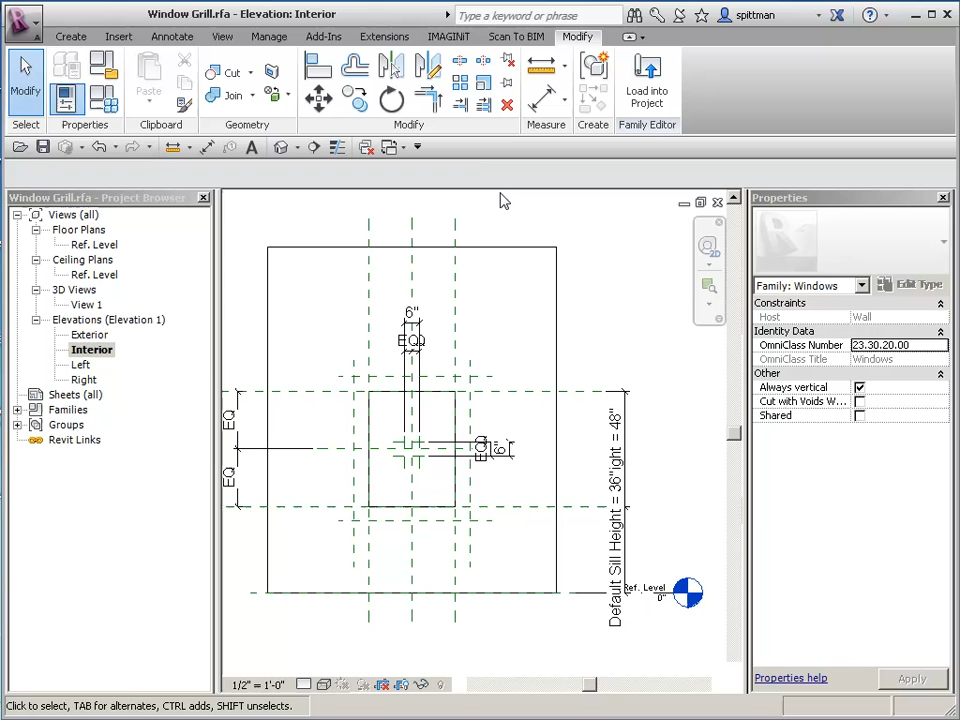 Window Grill.rfa - Elevation: Interior
Type a keyword or phrase
spittman
Create Insert Annotate View Manage Add-Ins Extensions IMAGINiT Scan To BIM Modify
Modify
Paste
Cut
Join
Load into
Project
Select Properties Clipboard Geometry Modify Measure Create Family Editor
Window Grill.rfa - Project Browser
Views (all)
Floor Plans
Ref. Level
Ceiling Plans
Ref. Level
3D Views
View 1
Elevations (Elevation 1)
Exterior
Interior
Left
Right
Sheets (all)
Families
Groups
Revit Links
2D
6"
EQ
EQ
EQ
EQ
6"
Default Sill Height = 36"ight = 48"
Ref. Level
0"
1/2" = 1'-0"
Properties
Family: Windows
Edit Type
Constraints
Host Wall
Identity Data
OmniClass Number 23.30.20.00
OmniClass Title Windows
Other
Always vertical
Cut with Voids W...
Shared
Properties help
Apply
Click to select, TAB for alternates, CTRL adds, SHIFT unselects.